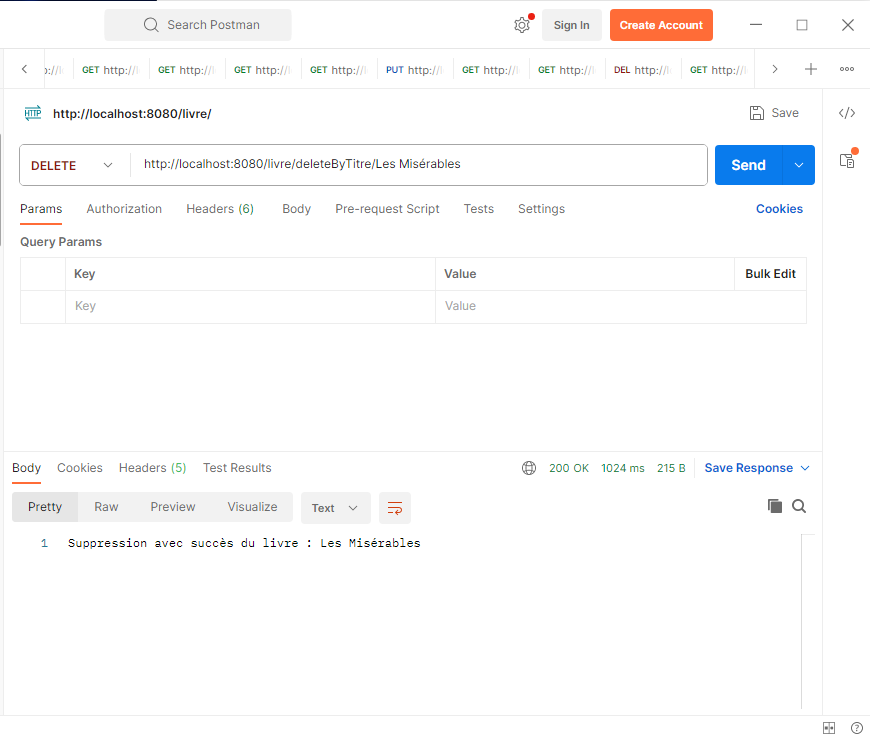 Search Postman
Sign In
Create Account
GET http://
GET http://
GET http://
GET http://
PUT http://
GET http://
GET http://
DEL http://
GET http://
HTTP
http://localhost:8080/livre/
Save
DELETE
http://localhost:8080/livre/deleteByTitre/Les Misérables
Send
Params
Authorization
Headers (6)
Body
Pre-request Script
Tests
Settings
Cookies
Query Params
Key
Value
Bulk Edit
Key
Value
Body
Cookies
Headers (5)
Test Results
200 OK
1024 ms
215 B
Save Response
Pretty
Raw
Preview
Visualize
Text
1
Suppression avec succès du livre : Les Misérables